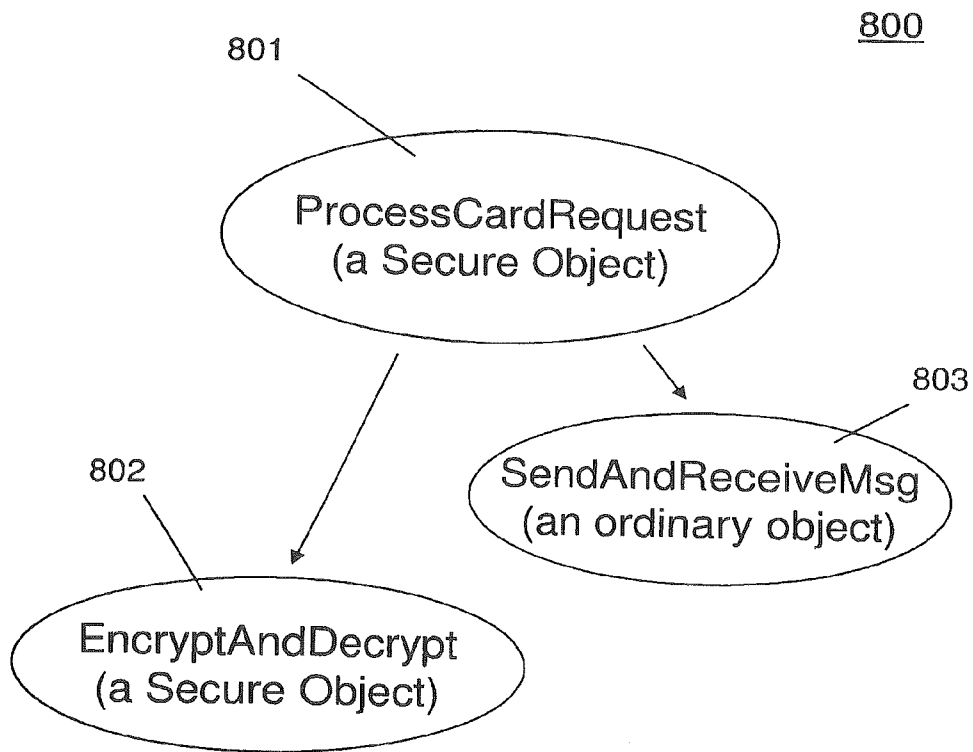 800
801
ProcessCardRequest
(a Secure Object)
803
SendAndReceiveMsg
(an ordinary object)
802
EncryptAndDecrypt
(a Secure Object)